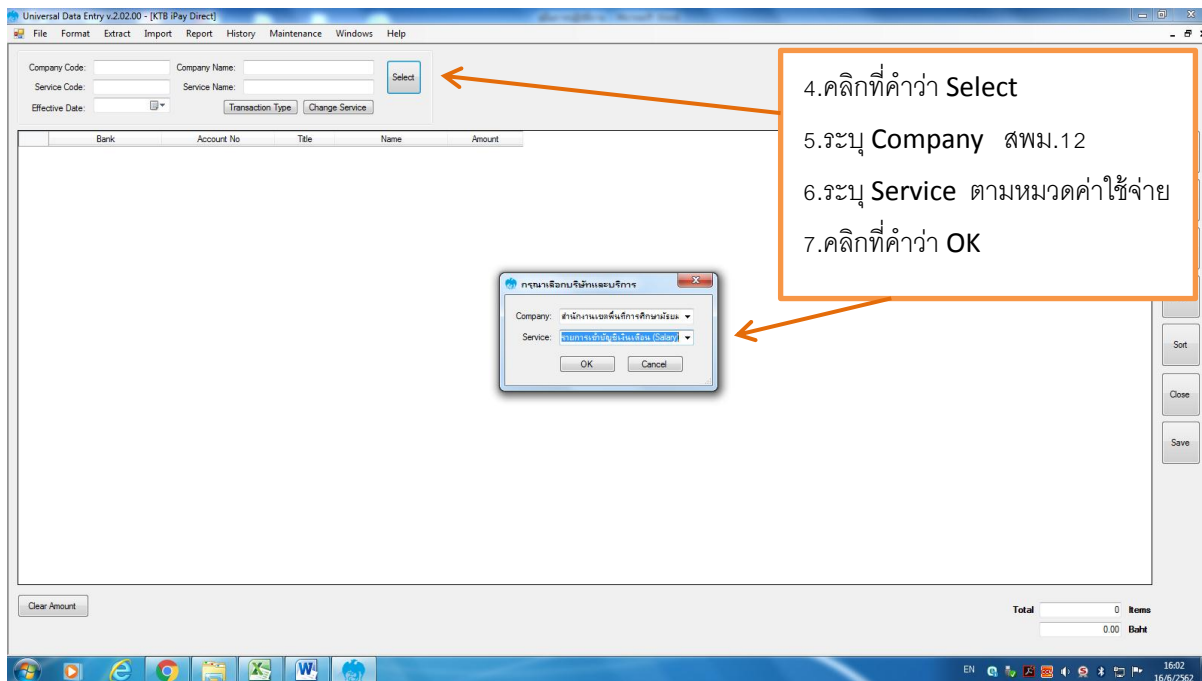 Universal Data Entry v.2.02.00 - [KTB iPay Direct]
File Format Extract Import Report History Maintenance Windows Help
Company Code: Company Name: Select
Service Code: Service Name:
Effective Date: Transaction Type Change Service
Bank Account No Title Name Amount
4.คลิกที่คำว่า Select
5.ระบุ Company สพม.12
6.ระบุ Service ตามหมวดค่าใช้จ่าย
7.คลิกที่คำว่า OK
กรุณาเลือกบริษัทและบริการ
Company: สำนักงานเขตพื้นที่การศึกษามัธยม
Service: รายการเข้าบัญชีเงินเดือน (Salary)
OK Cancel
Sort
Close
Save
Clear Amount
Total 0 Items
0.00 Baht
EN 16:02
16/6/2562